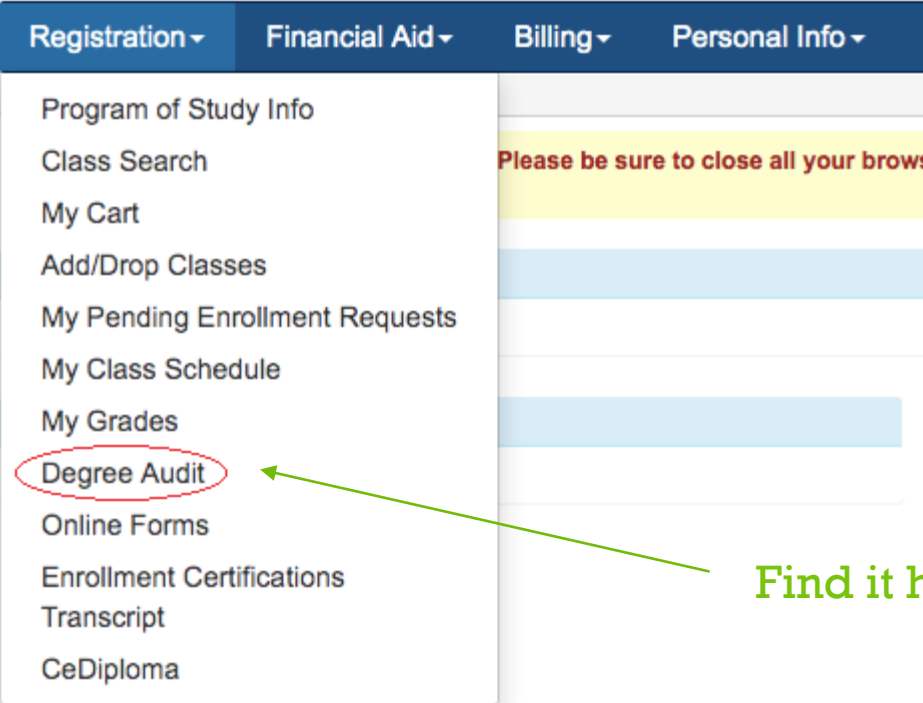 Registration Financial Aid Billing Personal Info
Program of Study Info
Class Search
Please be sure to close all your
My Cart
Add/Drop Classes
My Pending Enrollment Requests
My Class Schedule
My Grades
Degree Audit
Online Forms
Enrollment Certifications
Find it
Transcript
CeDiploma